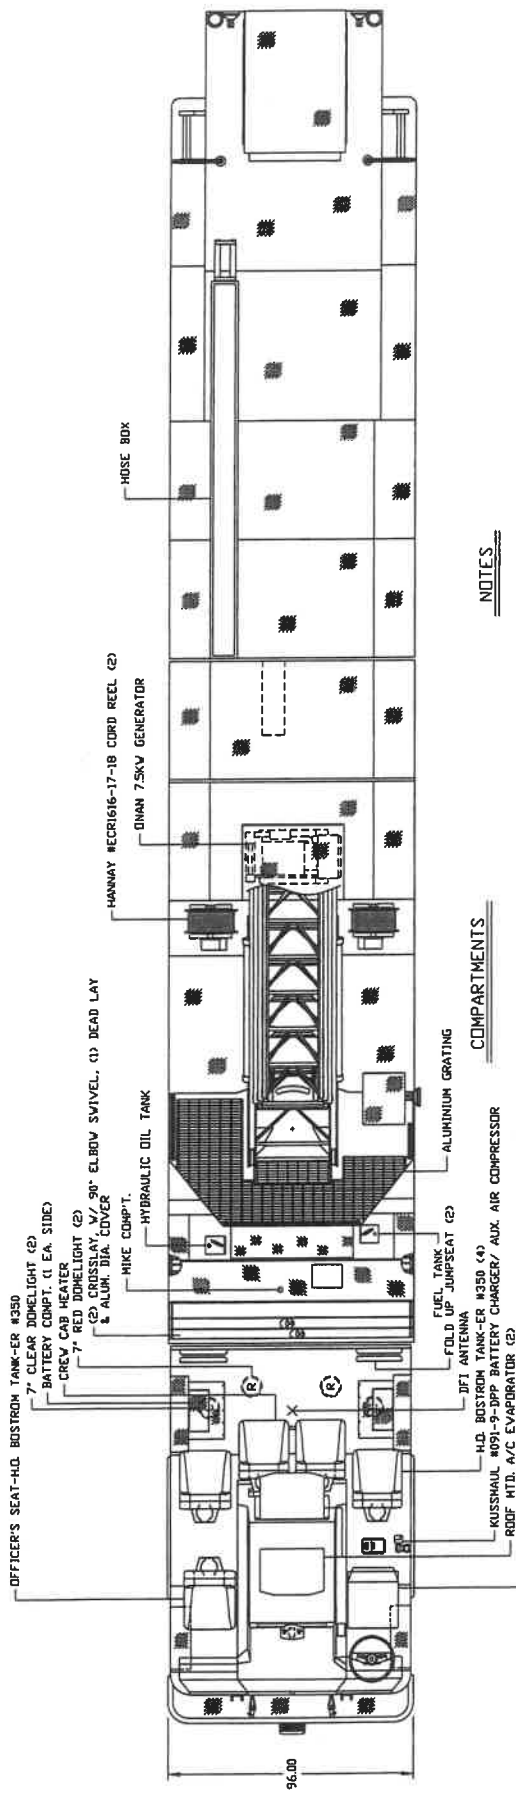 OFFICER'S SEAT-H.O. BOSTROM TANK-ER #350
7" CLEAR DOMELIGHT (2)
BATTERY COMPT. (1 EA. SIDE)
CREW CAB HEATER
7" RED DOMELIGHT (2)
(2) CROSSLAY, W/ 90° ELBOW SWIVEL, (1) DEAD LAY
& ALUM. DIA. COVER
MIKE COMP'T.
HYDRAULIC OIL TANK
HANNAY #ECR1616-17-18 CORD REEL (2)
ONAN 7.5KW GENERATOR
HOSE BOX
R
R
96.00
ALUMINIUM GRATING
FUEL TANK
FOLD UP JUMPSEAT (2)
DFI ANTENNA
H.O. BOSTROM TANK-ER #350 (4)
KUSSMAUL #091-9-DPP BATTERY CHARGER/ AUX. AIR COMPRESSOR
ROOF MTD. A/C EVAPORATOR (2)
COMPARTMENTS
NOTES